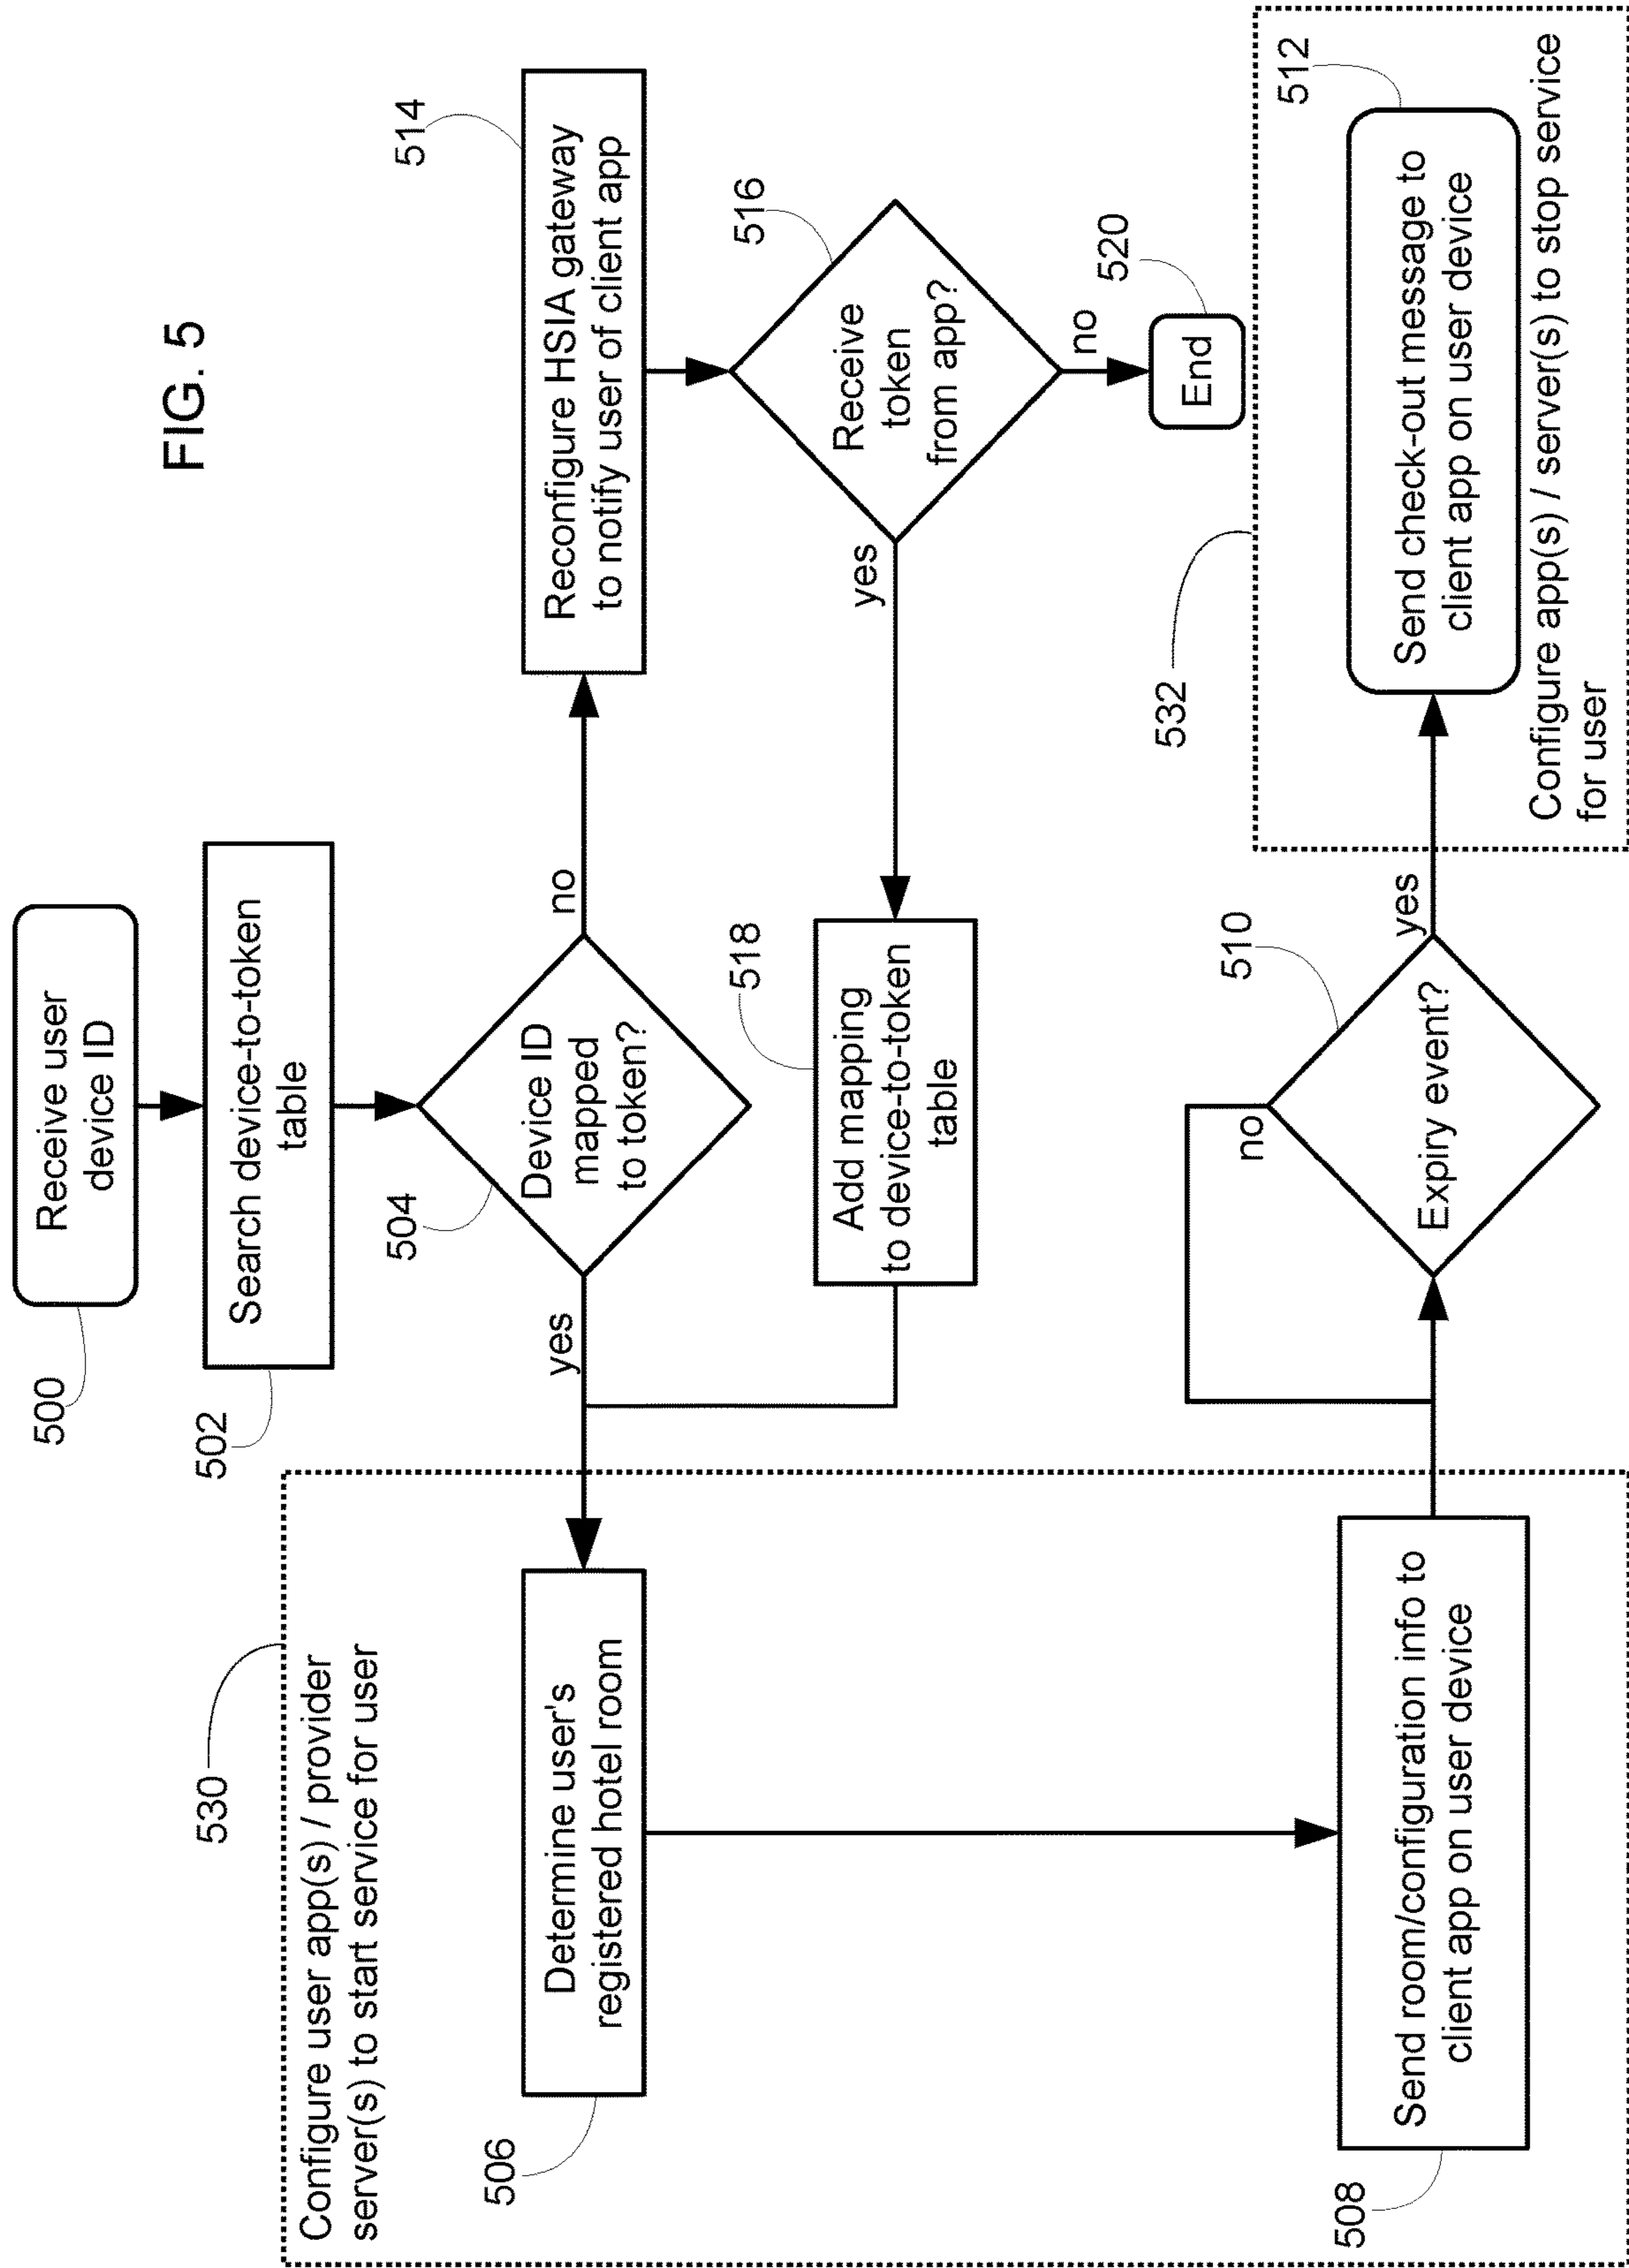 FIG. 5
500
Receive user
device ID
502
Search device-to-token
table
504
Device ID
mapped
to token?
yes
no
514
Reconfigure HSIA gateway
to notify user of client app
516
Receive
token
from app?
yes
no
518
Add mapping
to device-to-token
table
520
End
530
Configure user app(s) / provider
server(s) to start service for user
506
Determine user's
registered hotel room
508
Send room/configuration info to
client app on user device
510
Expiry event?
no
yes
532
512
Send check-out message to
client app on user device
Configure app(s) / server(s) to stop service
for user